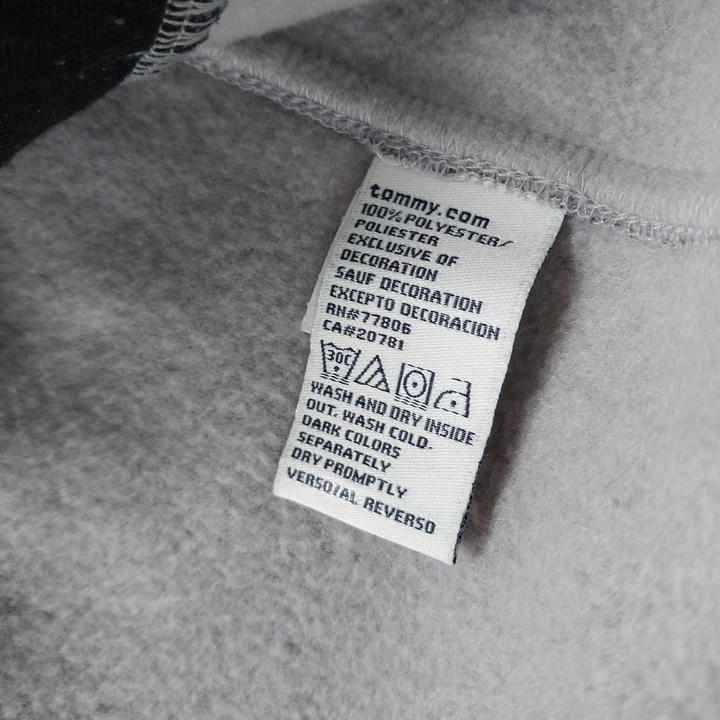 tommy.com
100% POLYESTER/
POLIESTER
EXCLUSIVE OF
DECORATION
SAUF DECORATION
EXCEPTO DECORACION
RN#77806
CA#20781
30C
WASH AND DRY INSIDE
OUT. WASH COLD.
DARK COLORS
SEPARATELY
DRY PROMPTLY
VERSO/AL REVERSO